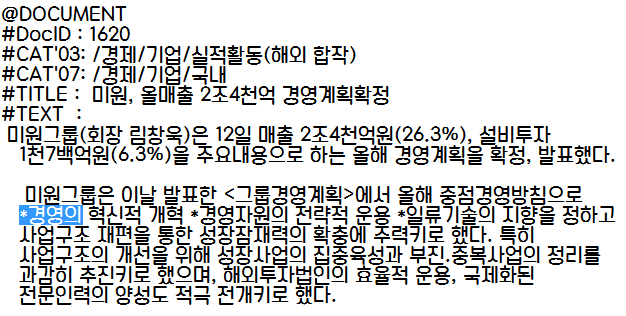 @DOCUMENT
#DocID : 1620
#CAT'03: /경제/기업/실적활동(해외 합작)
#CAT'07: /경제/기업/국내
#TITLE : 미원, 올매출 2조4천억 경영계획확정
#TEXT :
미원그룹(회장 림창욱)은 12일 매출 2조4천억원(26.3%), 설비투자
1천7백억원(6.3%)을 주요내용으로 하는 올해 경영계획을 확정, 발표했다.
미원그룹은 이날 발표한 <그룹경영계획>에서 올해 중점경영방침으로
*경영의 혁신적 개혁 *경영자원의 전략적 운용 *일류기술의 지향을 정하고
사업구조 재편을 통한 성장잠재력의 확충에 주력키로 했다. 특히
사업구조의 개선을 위해 성장사업의 집중육성과 부진.중복사업의 정리를
과감히 추진키로 했으며, 해외투자법인의 효율적 운용, 국제화된
전문인력의 양성도 적극 전개키로 했다.